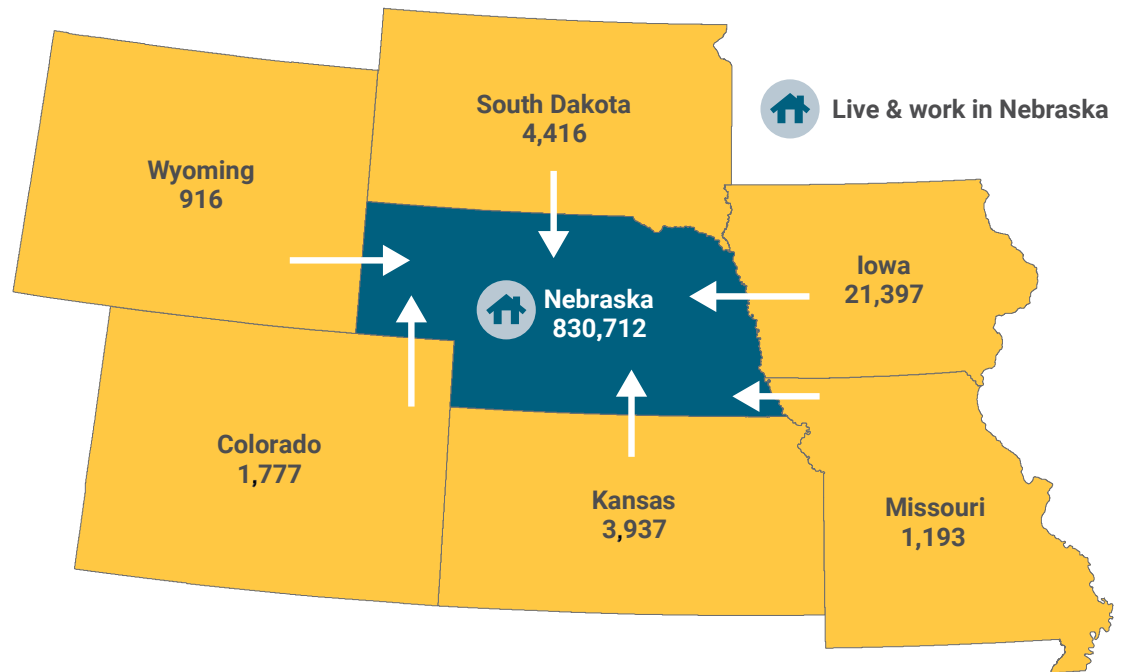 South Dakota
4,416
Live & work in Nebraska
Wyoming
916
Iowa
21,397
Nebraska
830,712
Colorado
1,777
Kansas
3,937
Missouri
1,193